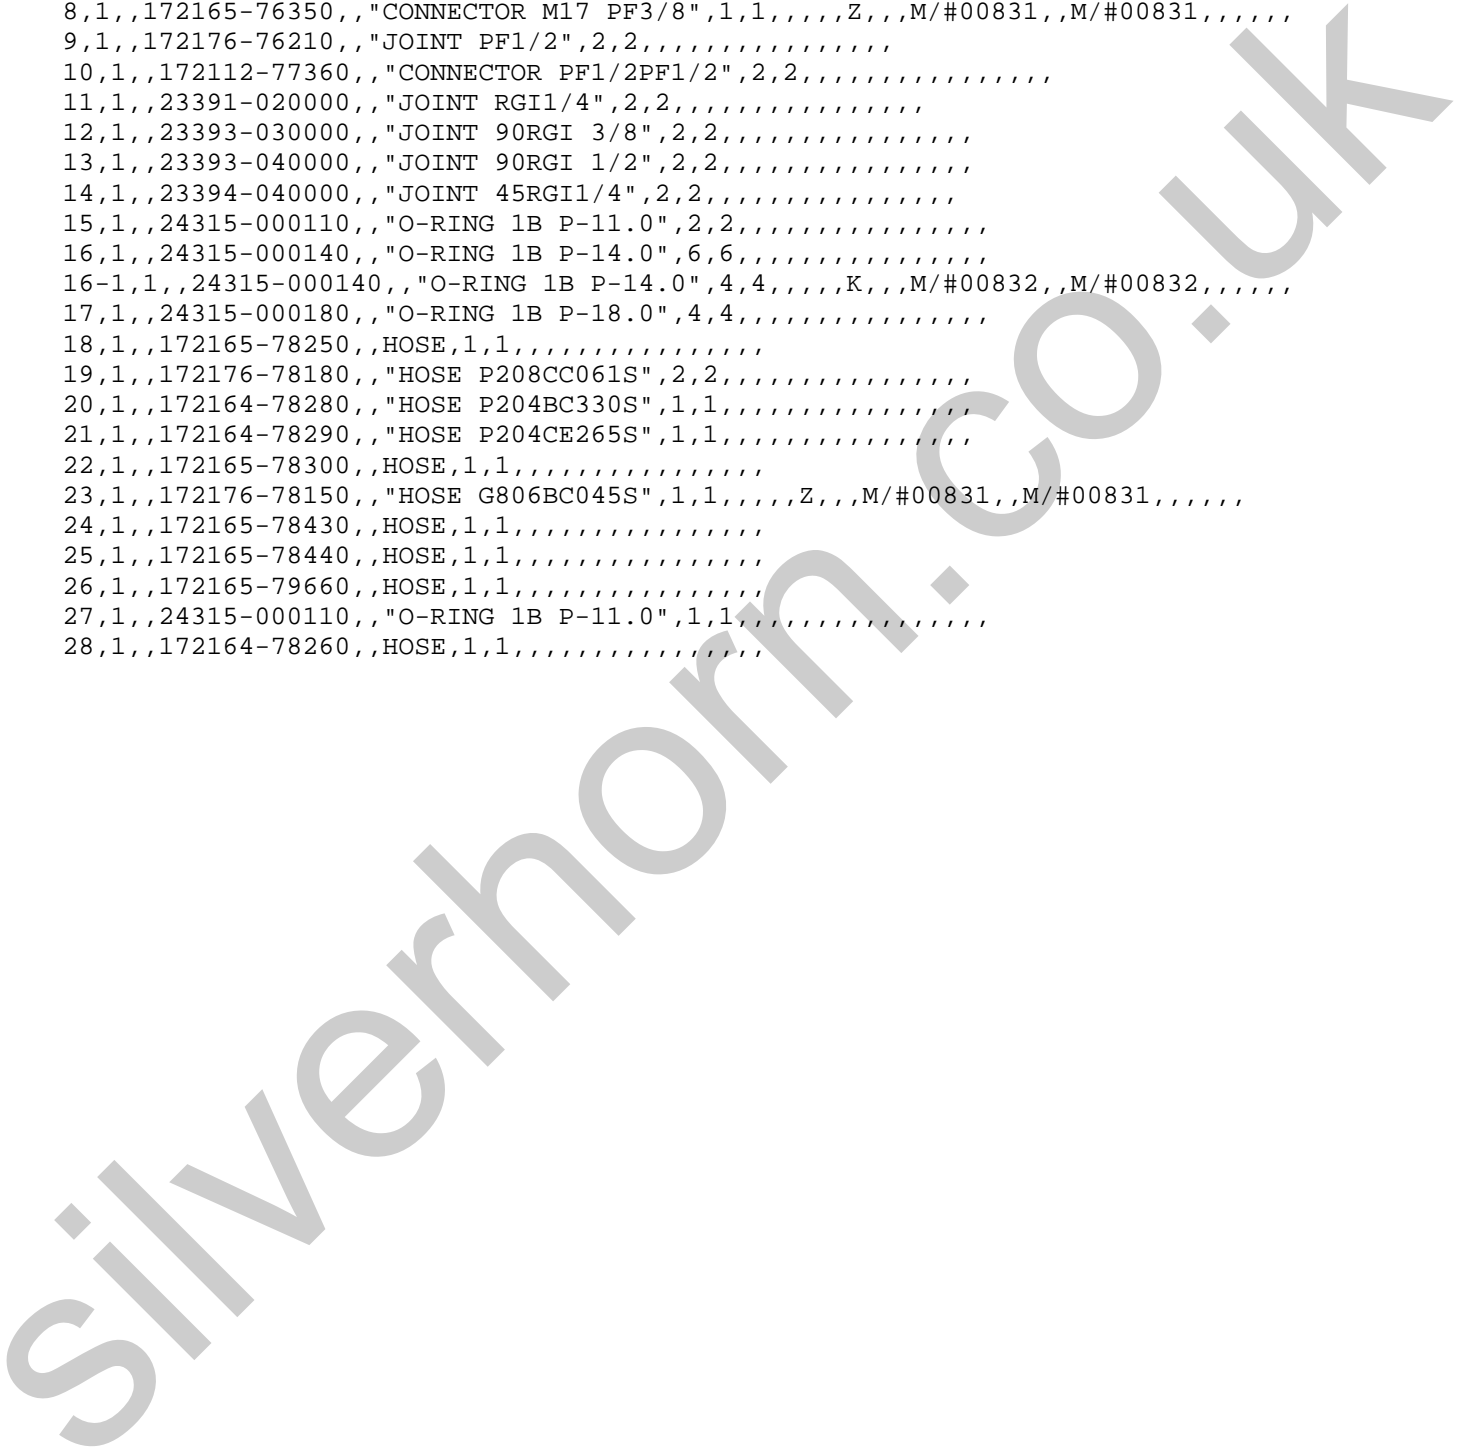 8,1,,172165-76350,,"CONNECTOR M17 PF3/8",1,1,,,,,Z,,,M/#00831,,M/#00831,,,,,,
9,1,,172176-76210,,"JOINT PF1/2",2,2,,,,,,,,,,,,,,,,
10,1,,172112-77360,,"CONNECTOR PF1/2PF1/2",2,2,,,,,,,,,,,,,,,,
11,1,,23391-020000,,"JOINT RGI1/4",2,2,,,,,,,,,,,,,,,,
12,1,,23393-030000,,"JOINT 90RGI 3/8",2,2,,,,,,,,,,,,,,,,
13,1,,23393-040000,,"JOINT 90RGI 1/2",2,2,,,,,,,,,,,,,,,,
14,1,,23394-040000,,"JOINT 45RGI1/4",2,2,,,,,,,,,,,,,,,,
15,1,,24315-000110,,"O-RING 1B P-11.0",2,2,,,,,,,,,,,,,,,,
16,1,,24315-000140,,"O-RING 1B P-14.0",6,6,,,,,,,,,,,,,,,,
16-1,1,,24315-000140,,"O-RING 1B P-14.0",4,4,,,,,K,,,M/#00832,,M/#00832,,,,,,
17,1,,24315-000180,,"O-RING 1B P-18.0",4,4,,,,,,,,,,,,,,,,
18,1,,172165-78250,,HOSE,1,1,,,,,,,,,,,,,,,,
19,1,,172176-78180,,"HOSE P208CC061S",2,2,,,,,,,,,,,,,,,,
20,1,,172164-78280,,"HOSE P204BC330S",1,1,,,,,,,,,,,,,,,,
21,1,,172164-78290,,"HOSE P204CE265S",1,1,,,,,,,,,,,,,,,,
22,1,,172165-78300,,HOSE,1,1,,,,,,,,,,,,,,,,
23,1,,172176-78150,,"HOSE G806BC045S",1,1,,,,,Z,,,M/#00831,,M/#00831,,,,,,
24,1,,172165-78430,,HOSE,1,1,,,,,,,,,,,,,,,,
25,1,,172165-78440,,HOSE,1,1,,,,,,,,,,,,,,,,
26,1,,172165-79660,,HOSE,1,1,,,,,,,,,,,,,,,,
27,1,,24315-000110,,"O-RING 1B P-11.0",1,1,,,,,,,,,,,,,,,,
28,1,,172164-78260,,HOSE,1,1,,,,,,,,,,,,,,,,
silverhorn.co.uk